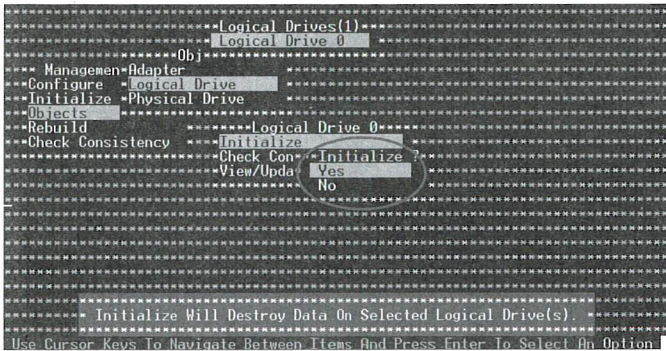 Logical Drives(1)
Logical Drive 0
Obj
Managemen
Adapter
Configure
Logical Drive
Initialize
Physical Drive
Objects
Rebuild
Logical Drive 0
Check Consistency
Initialize
Check Con
Initialize ?
View/Upda
Yes
No
Initialize Will Destroy Data On Selected Logical Drive(s).
Use Cursor Keys To Navigate Between Items And Press Enter To Select An Option